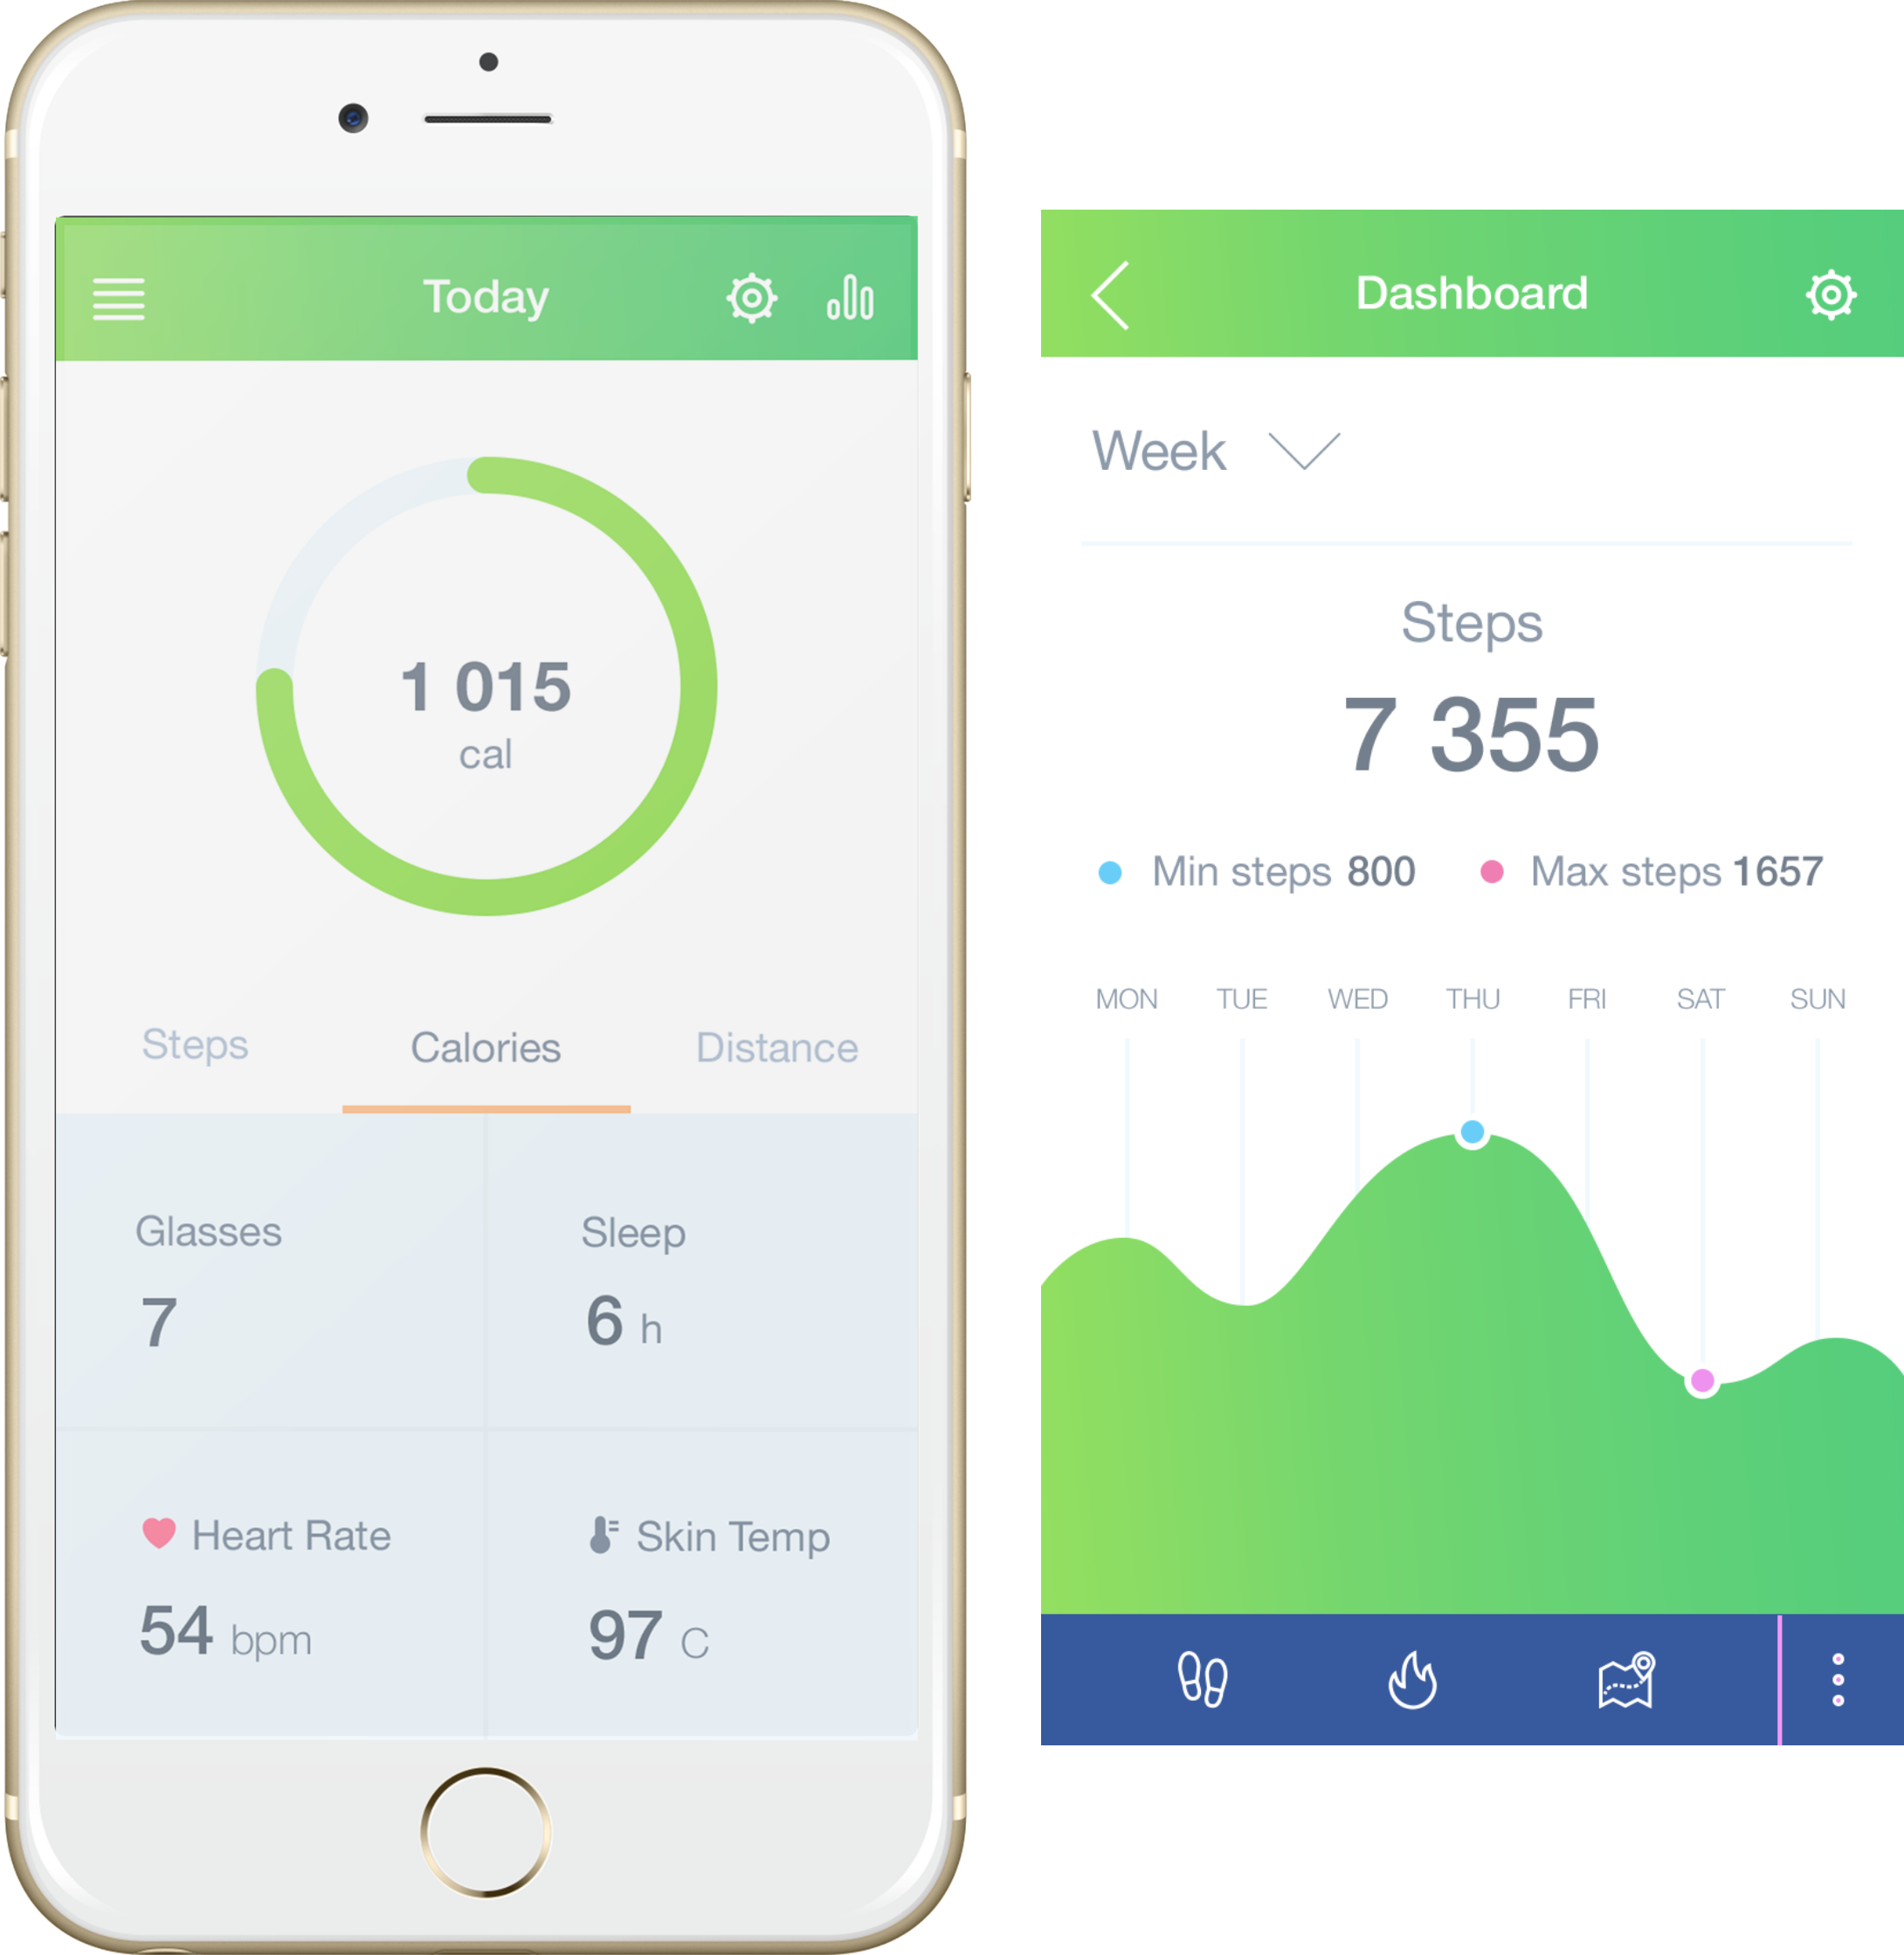 Today
1 015
cal
Steps Calories Distance
Glasses
7
Sleep
6 h
Heart Rate
54 bpm
Skin Temp
97 C
Dashboard
Week
Steps
7 355
Min steps 800 Max steps 1657
MON TUE WED THU FRI SAT SUN